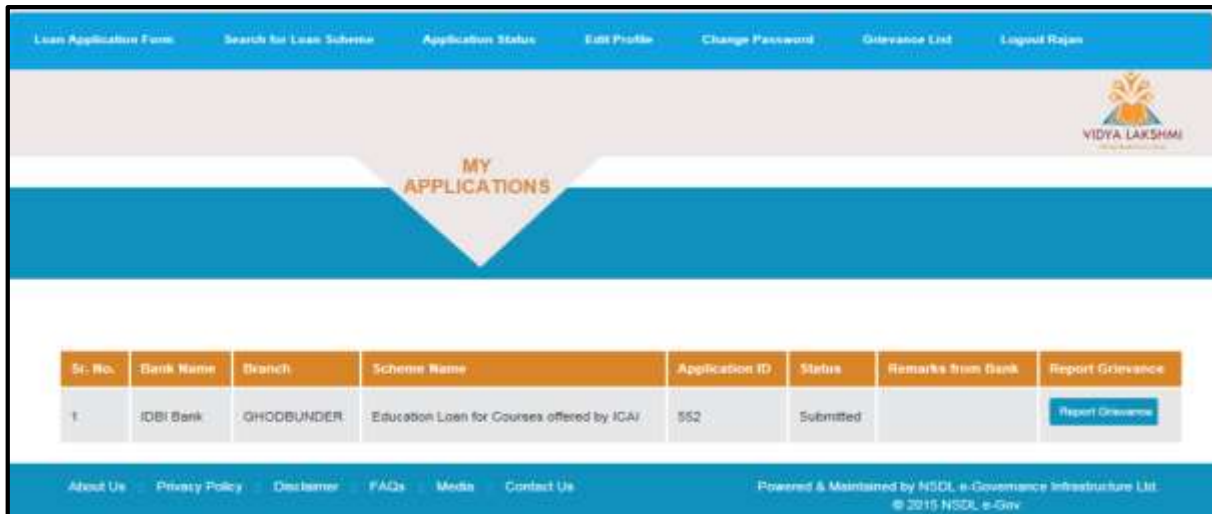 Loan Application Form Search for Loan Scheme Application Status Edit Profile Change Password Grievance List Logout Rajan
VIDYA LAKSHMI
MY
APPLICATIONS
Sr. No. Bank Name Branch Scheme Name Application ID Status Remarks from Bank Report Grievance
1 IDBI Bank GHODBUNDER Education Loan for Courses offered by ICAI 552 Submitted Report Grievance
About Us Privacy Policy Disclaimer FAQs Media Contact Us Powered & Maintained by NSDL e-Governance Infrastructure Ltd.
© 2015 NSDL e-Gov